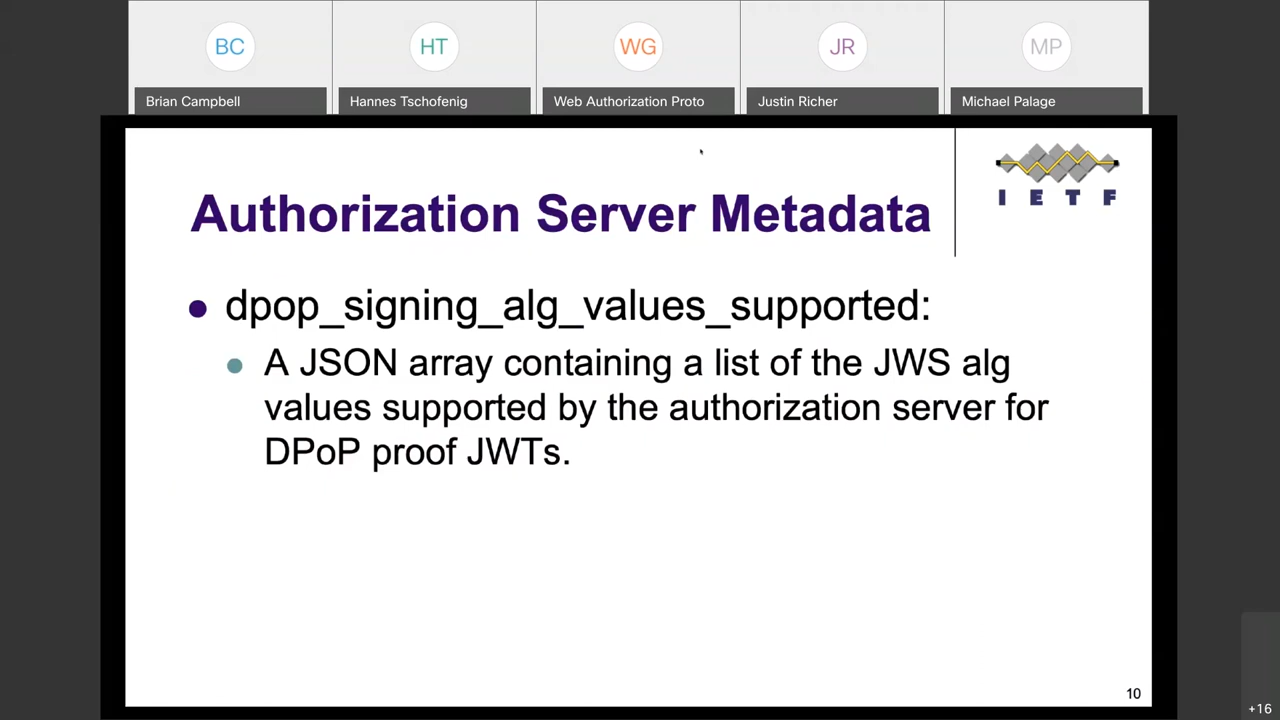 BC
HT
WG
JR
MP
Brian Campbell
Hannes Tschofenig
Web Authorization Proto
Justin Richer
Michael Palage
I E T F
Authorization Server Metadata
dpop_signing_alg_values_supported:
A JSON array containing a list of the JWS alg
values supported by the authorization server for
DPoP proof JWTs.
10
+16